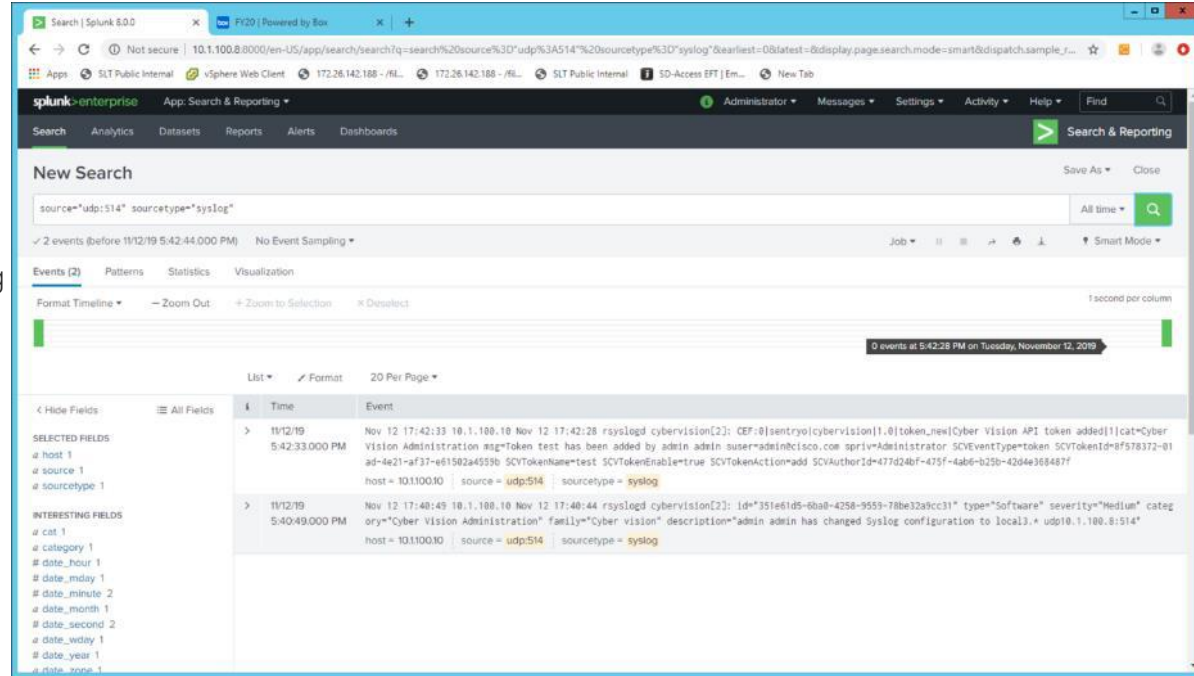 Search | Splunk 8.0.0
box FY20 | Powered by Box
Not secure | 10.1.100.8:8000/en-US/app/search/search?q=search%20source%3D"udp%3A514"%20sourcetype%3D"syslog"&earliest=0&latest=&display.page.search.mode=smart&dispatch.sample_r...
Apps SLT Public Internal vSphere Web Client 172.26.142.188 - /fil... 172.26.142.188 - /fil... SLT Public Internal SD-Access EFT | Em... New Tab
splunk>enterprise App: Search & Reporting Administrator Messages Settings Activity Help Find
Search Analytics Datasets Reports Alerts Dashboards Search & Reporting
New Search Save As Close
source="udp:514" sourcetype="syslog" All time
2 events (before 11/12/19 5:42:44.000 PM) No Event Sampling Job Smart Mode
g
Events (2) Patterns Statistics Visualization
Format Timeline — Zoom Out + Zoom to Selection × Deselect 1 second per column
0 events at 5:42:28 PM on Tuesday, November 12, 2019
List Format 20 Per Page
< Hide Fields All Fields i Time Event
SELECTED FIELDS
a host 1
a source 1
a sourcetype 1
INTERESTING FIELDS
a cat 1
a category 1
# date_hour 1
# date_mday 1
# date_minute 2
a date_month 1
# date_second 2
a date_wday 1
# date_year 1
a date_zone 1
> 11/12/19 5:42:33.000 PM
Nov 12 17:42:33 10.1.100.10 Nov 12 17:42:28 rsyslogd cybervision[2]: CEF:0|sentryo|cybervision|1.0|token_new|Cyber Vision API token added|1|cat=Cyber
Vision Administration msg=Token test has been added by admin admin suser=admin@cisco.com spriv=Administrator SCVEventType=token SCVTokenId=8f578372-01
ad-4e21-af37-e61502a4555b SCVTokenName=test SCVTokenEnable=true SCVTokenAction=add SCVAuthorId=477d24bf-475f-4ab6-b25b-42d4e368487f
host = 10.1.100.10 source = udp:514 sourcetype = syslog
> 11/12/19 5:40:49.000 PM
Nov 12 17:40:49 10.1.100.10 Nov 12 17:40:44 rsyslogd cybervision[2]: id="351e61d5-6ba0-4258-9559-78be32a9cc31" type="Software" severity="Medium" categ
ory="Cyber Vision Administration" family="Cyber vision" description="admin admin has changed Syslog configuration to local3.* udp10.1.100.8:514"
host = 10.1.100.10 source = udp:514 sourcetype = syslog